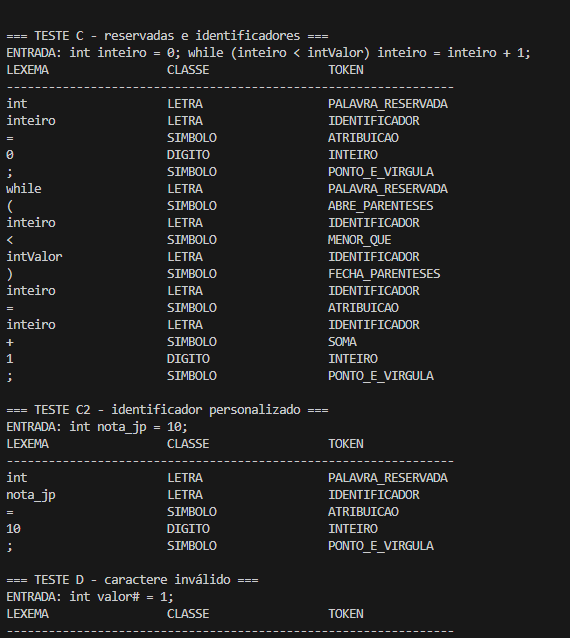 === TESTE C - reservadas e identificadores ===
ENTRADA: int inteiro = 0; while (inteiro < intValor) inteiro = inteiro + 1;
LEXEMA CLASSE TOKEN
----------------------------------------------------------------
int LETRA PALAVRA_RESERVADA
inteiro LETRA IDENTIFICADOR
= SIMBOLO ATRIBUICAO
0 DIGITO INTEIRO
; SIMBOLO PONTO_E_VIRGULA
while LETRA PALAVRA_RESERVADA
( SIMBOLO ABRE_PARENTESES
inteiro LETRA IDENTIFICADOR
< SIMBOLO MENOR_QUE
intValor LETRA IDENTIFICADOR
) SIMBOLO FECHA_PARENTESES
inteiro LETRA IDENTIFICADOR
= SIMBOLO ATRIBUICAO
inteiro LETRA IDENTIFICADOR
+ SIMBOLO SOMA
1 DIGITO INTEIRO
; SIMBOLO PONTO_E_VIRGULA
=== TESTE C2 - identificador personalizado ===
ENTRADA: int nota_jp = 10;
LEXEMA CLASSE TOKEN
----------------------------------------------------------------
int LETRA PALAVRA_RESERVADA
nota_jp LETRA IDENTIFICADOR
= SIMBOLO ATRIBUICAO
10 DIGITO INTEIRO
; SIMBOLO PONTO_E_VIRGULA
=== TESTE D - caractere inválido ===
ENTRADA: int valor# = 1;
LEXEMA CLASSE TOKEN
----------------------------------------------------------------